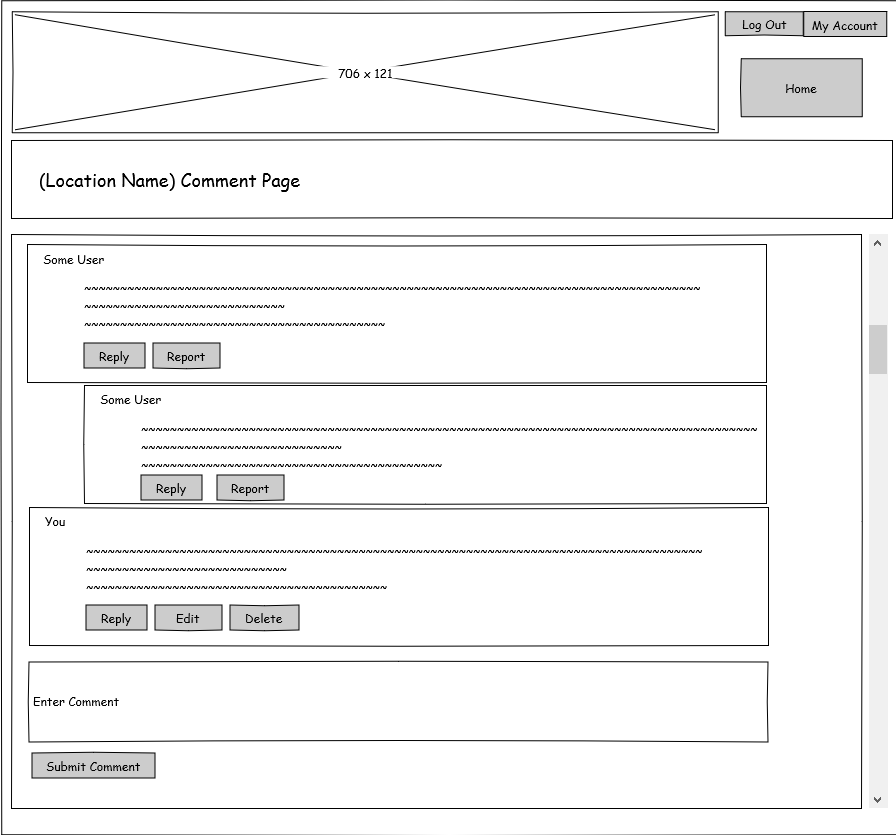 706 x 121
Log Out
My Account
Home
(Location Name) Comment Page
Some User
Reply
Report
Some User
Reply
Report
You
Reply
Edit
Delete
Enter Comment
Submit Comment